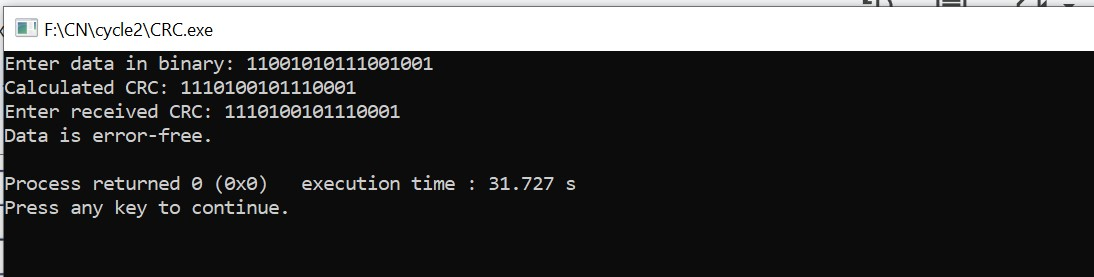 F:\CN\cycle2\CRC.exe
Enter data in binary: 11001010111001001
Calculated CRC: 1110100101110001
Enter received CRC: 1110100101110001
Data is error-free.
Process returned 0 (0x0)   execution time : 31.727 s
Press any key to continue.